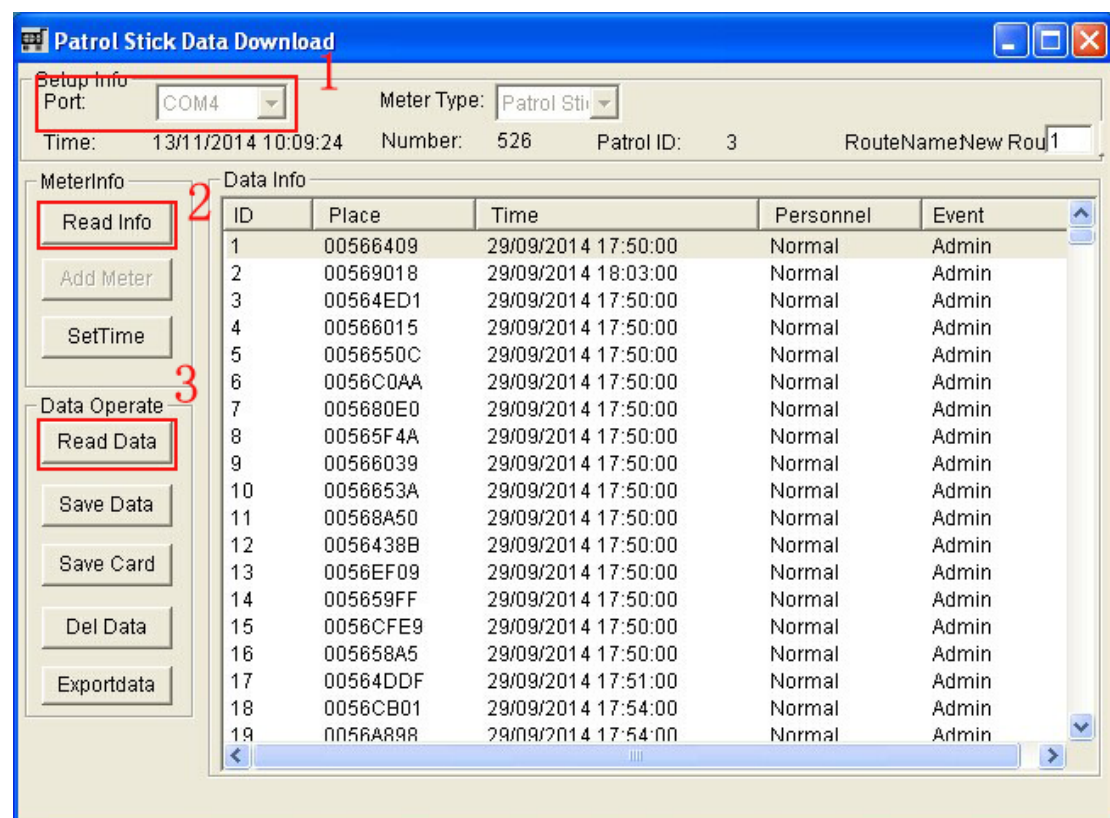 Patrol Stick Data Download
1
Setup Info
Port: COM4 Meter Type: Patrol Sti
Time: 13/11/2014 10:09:24 Number: 526 Patrol ID: 3 RouteName: New Rou 1
MeterInfo
2
Read Info
Add Meter
SetTime
3
Data Operate
Read Data
Save Data
Save Card
Del Data
Exportdata
Data Info
ID Place Time Personnel Event
1 00566409 29/09/2014 17:50:00 Normal Admin
2 00569018 29/09/2014 18:03:00 Normal Admin
3 00564ED1 29/09/2014 17:50:00 Normal Admin
4 00566015 29/09/2014 17:50:00 Normal Admin
5 0056550C 29/09/2014 17:50:00 Normal Admin
6 0056C0AA 29/09/2014 17:50:00 Normal Admin
7 005680E0 29/09/2014 17:50:00 Normal Admin
8 00565F4A 29/09/2014 17:50:00 Normal Admin
9 00566039 29/09/2014 17:50:00 Normal Admin
10 0056653A 29/09/2014 17:50:00 Normal Admin
11 00568A50 29/09/2014 17:50:00 Normal Admin
12 0056438B 29/09/2014 17:50:00 Normal Admin
13 0056EF09 29/09/2014 17:50:00 Normal Admin
14 005659FF 29/09/2014 17:50:00 Normal Admin
15 0056CFE9 29/09/2014 17:50:00 Normal Admin
16 005658A5 29/09/2014 17:50:00 Normal Admin
17 00564DDF 29/09/2014 17:51:00 Normal Admin
18 0056CB01 29/09/2014 17:54:00 Normal Admin
19 0056A898 29/09/2014 17:54:00 Normal Admin